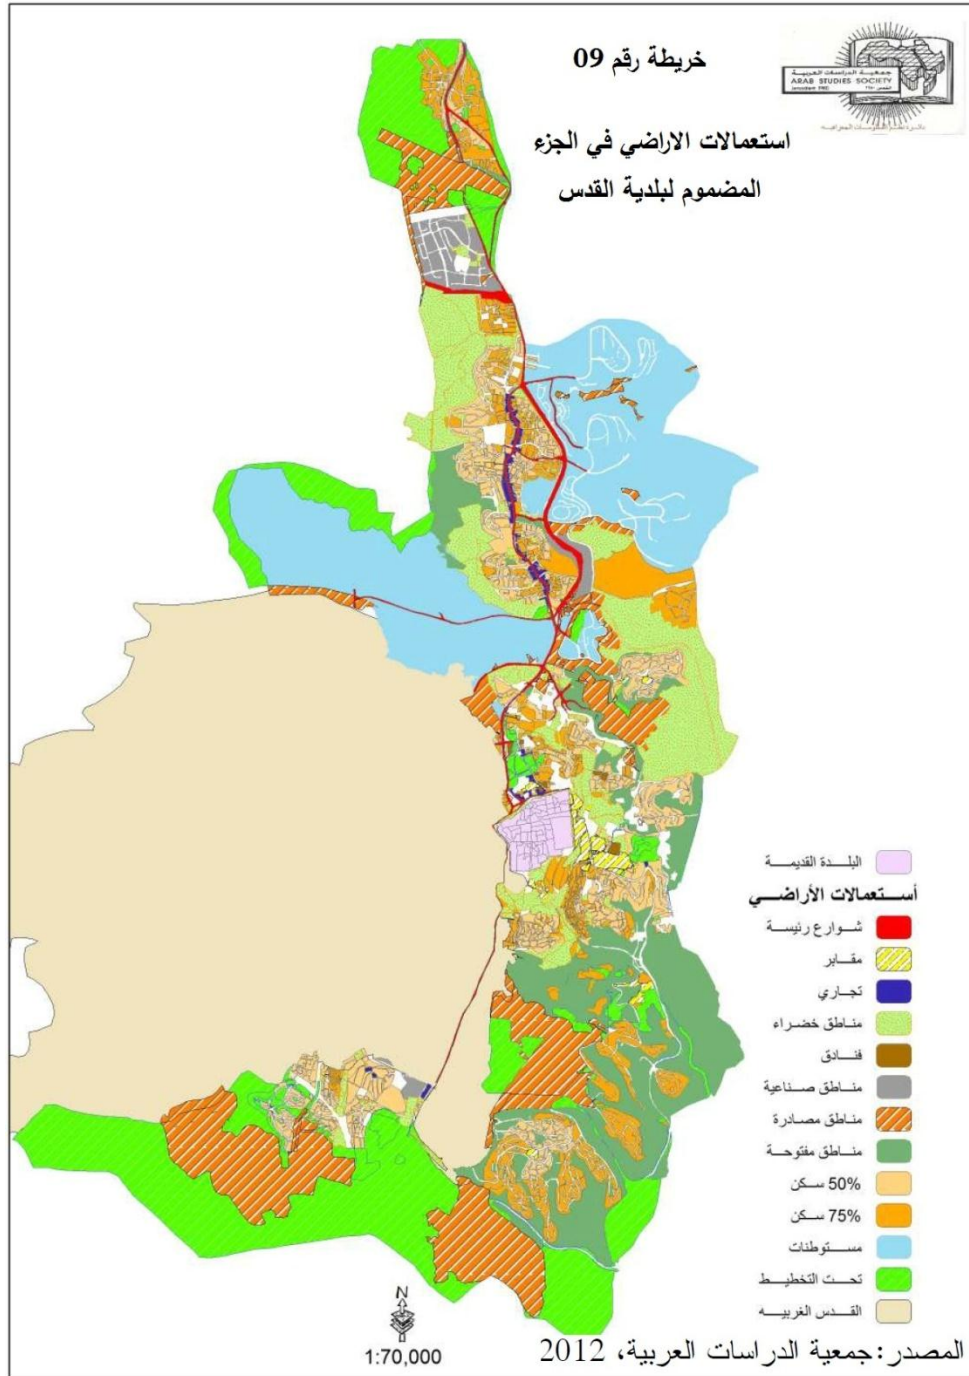 خريطة رقم 09
جمعية الدراسات العربية
ARAB STUDIES SOCIETY
استعمالات الاراضي في الجزء
المضموم لبلدية القدس
البلدة القديمة
أستعمالات الأراضي
شوارع رئيسة
مقابر
تجاري
مناطق خضراء
فنادق
مناطق صناعية
مناطق مصادرة
مناطق مفتوحة
50% سكن
75% سكن
مستوطنات
تحت التخطيط
القدس الغربيه
N
1:70,000
المصدر: جمعية الدراسات العربية، 2012